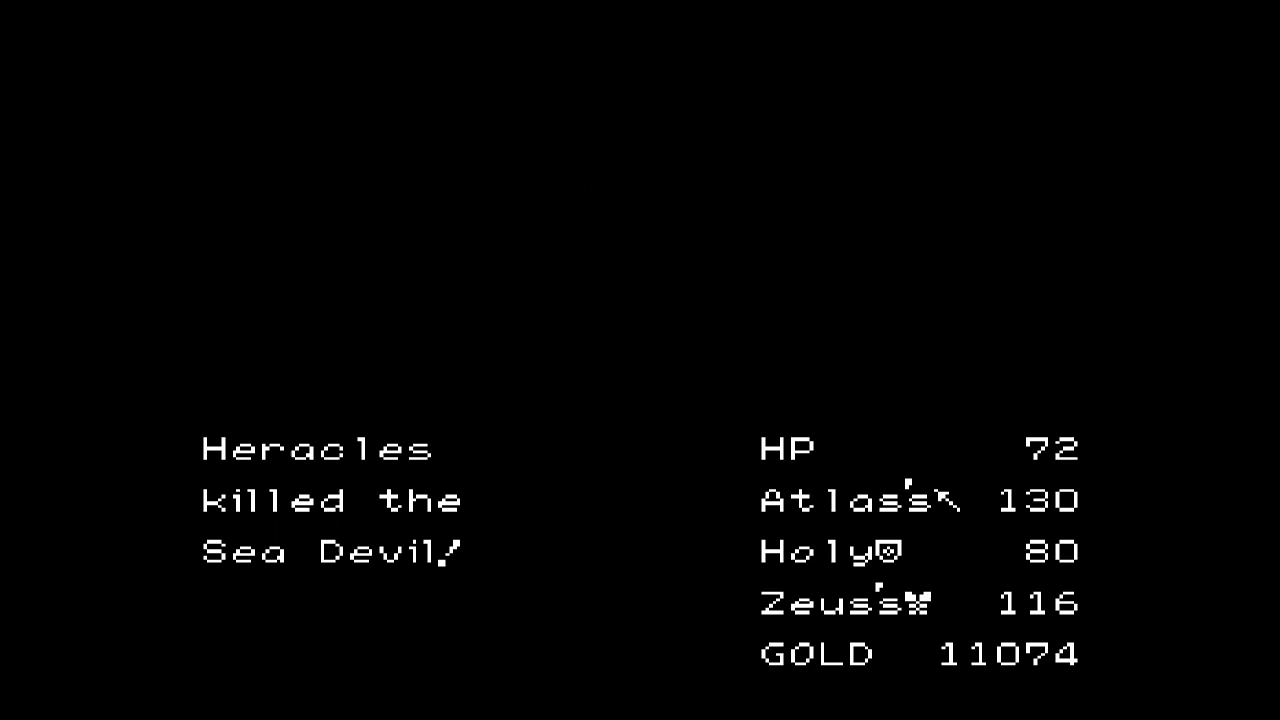 Heracles
killed the
Sea Devil!
HP 72
Atlas's 130
Holy 80
Zeus's 116
GOLD 11074